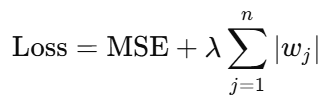 Loss = MSE + λ ∑_{j=1}^{n} |w_j|